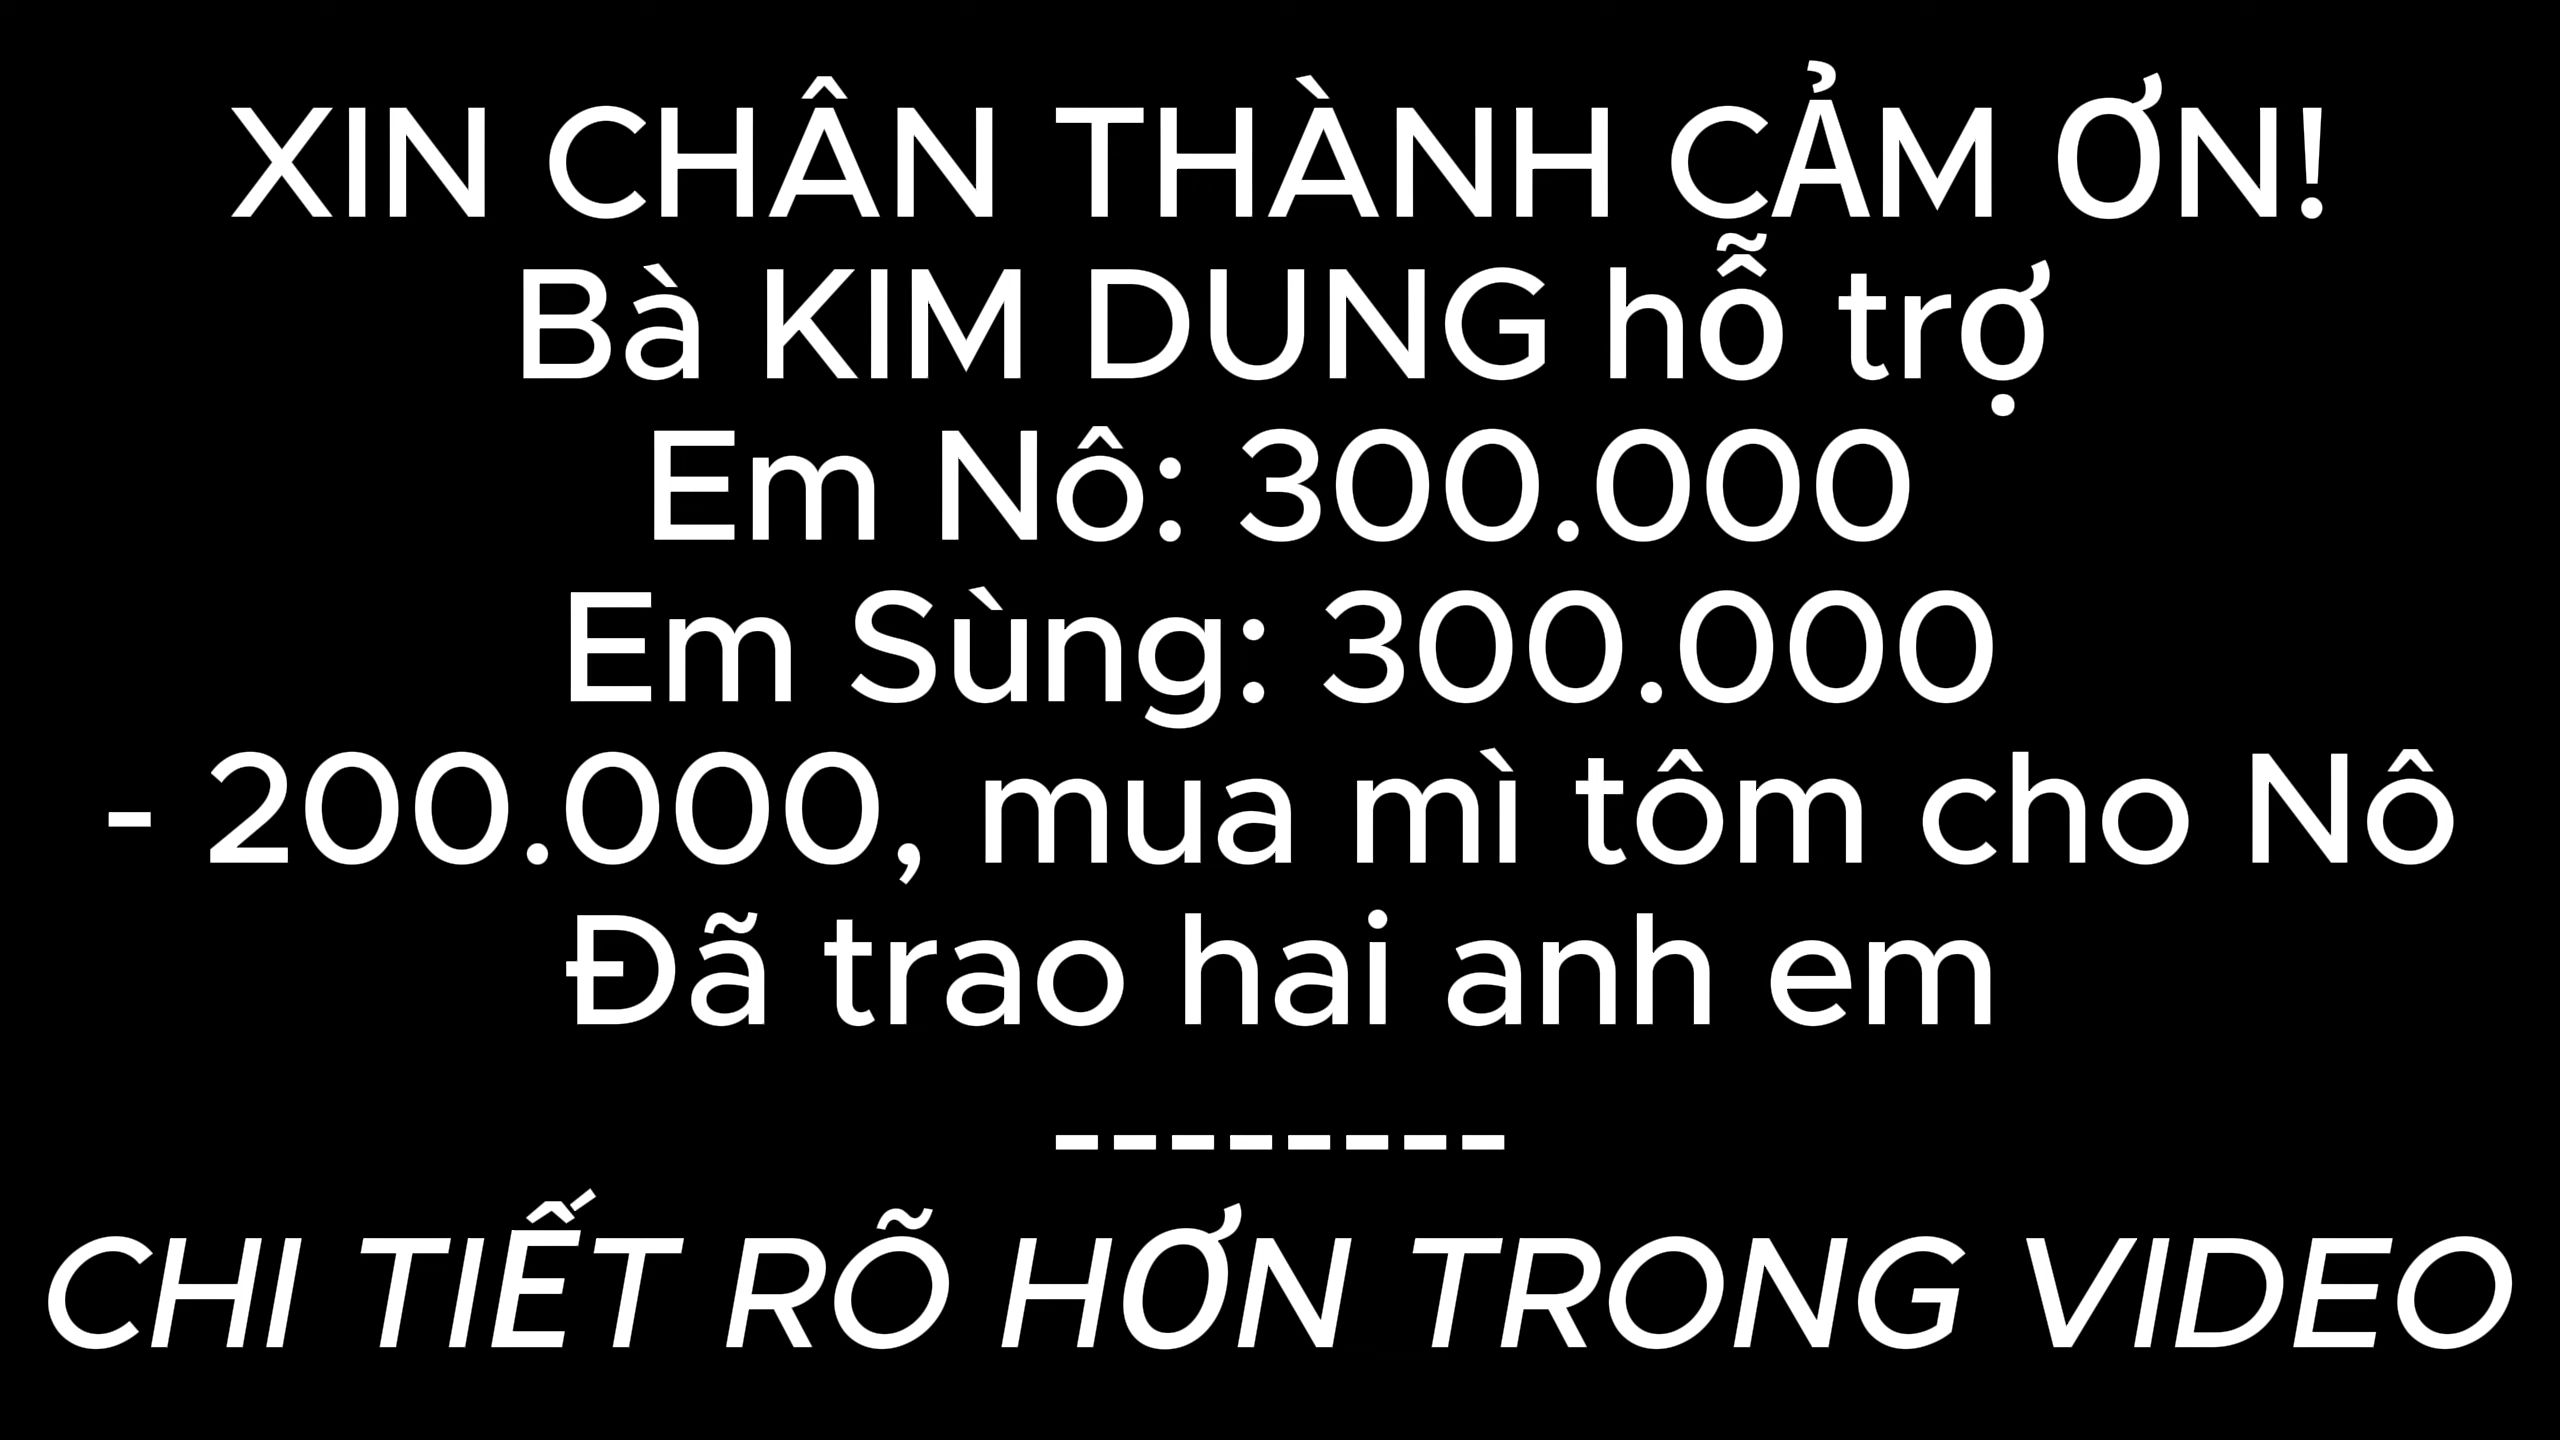 XIN CHÂN THÀNH CẢM ƠN!
Bà KIM DUNG hỗ trợ
Em Nô: 300.000
Em Sùng: 300.000
- 200.000, mua mì tôm cho Nô
Đã trao hai anh em
--------
CHI TIẾT RÕ HƠN TRONG VIDEO